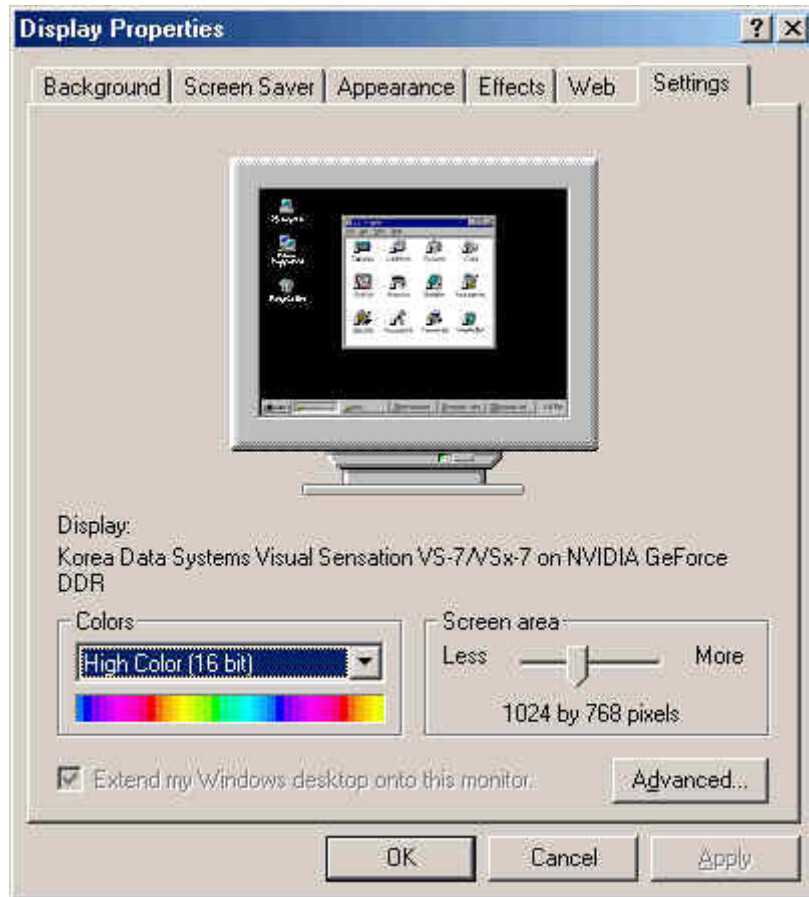 Display Properties
Background Screen Saver Appearance Effects Web Settings
Display:
Korea Data Systems Visual Sensation VS-7/VSx-7 on NVIDIA GeForce
DDR
Colors
High Color (16 bit)
Screen area
Less More
1024 by 768 pixels
Extend my Windows desktop onto this monitor.
Advanced...
OK Cancel Apply